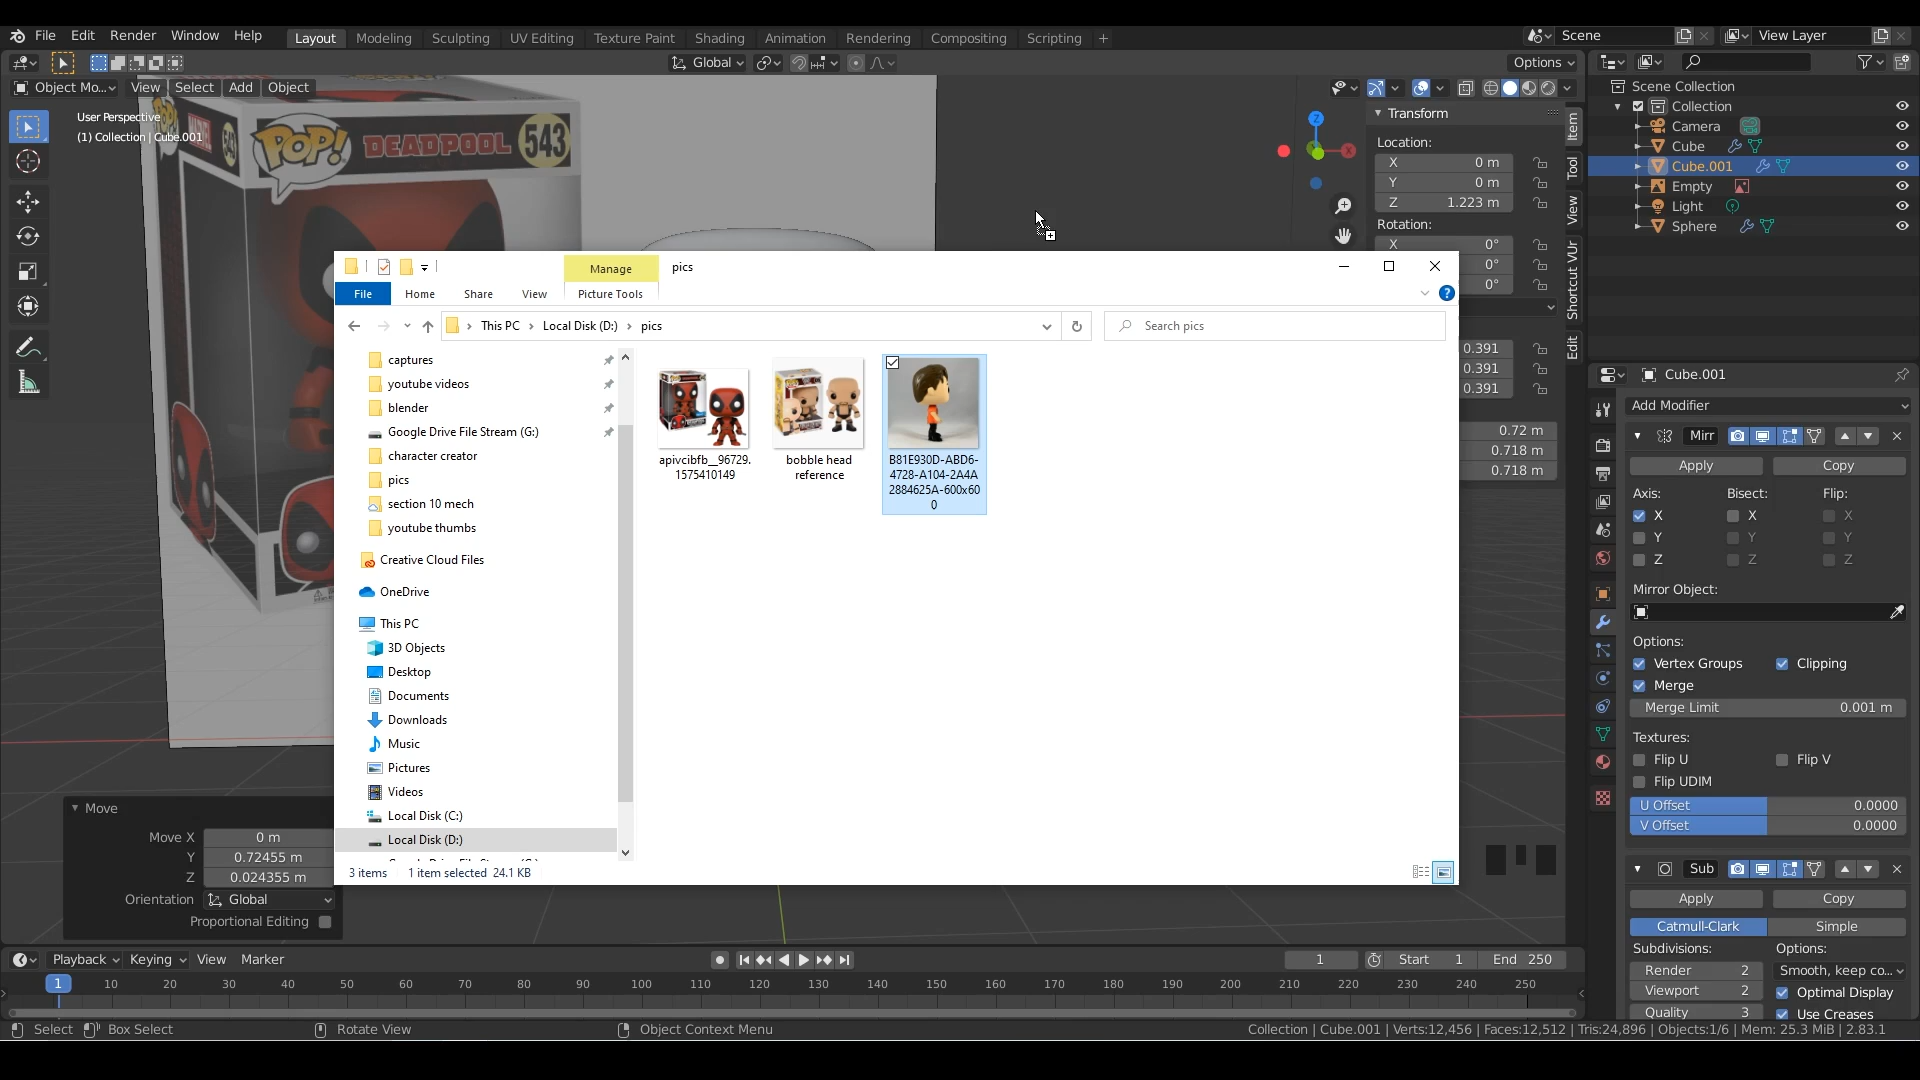 File Edit Render Window Help
Layout Modeling Sculpting UV Editing Texture Paint Shading Animation Rendering Compositing Scripting +
Scene View Layer
Global Options
Object Mo... View Select Add Object
User Perspective
(1) Collection | Cube.001
POP! DEADPOOL 543
MARVEL 543
Z
X
Transform
Location:
X 0 m
Y 0 m
Z 1.223 m
Rotation:
X 0°
0°
0°
0.391
0.391
0.391
0.72 m
0.718 m
0.718 m
Item
Tool
View
Shortcut VUr
Edit
Scene Collection
Collection
Camera
Cube
Cube.001
Empty
Light
Sphere
Manage pics
File Home Share View Picture Tools
This PC Local Disk (D:) pics
Search pics
captures
youtube videos
blender
Google Drive File Stream (G:)
character creator
pics
section 10 mech
youtube thumbs
Creative Cloud Files
OneDrive
This PC
3D Objects
Desktop
Documents
Downloads
Music
Pictures
Videos
Local Disk (C:)
Local Disk (D:)
apivcibfb__96729.
1575410149
bobble head
reference
B81E930D-ABD6-
4728-A104-2A4A
2884625A-600x60
0
3 items 1 item selected 24.1 KB
Cube.001
Add Modifier
Mirr
Apply Copy
Axis: Bisect: Flip:
X X X
Y Y Y
Z Z Z
Mirror Object:
Options:
Vertex Groups Clipping
Merge
Merge Limit 0.001 m
Textures:
Flip U Flip V
Flip UDIM
U Offset 0.0000
V Offset 0.0000
Sub
Apply Copy
Catmull-Clark Simple
Subdivisions: Options:
Render 2 Smooth, keep co...
Viewport 2 Optimal Display
Quality 3 Use Creases
Move
Move X 0 m
Y 0.72455 m
Z 0.024355 m
Orientation Global
Proportional Editing
Playback Keying View Marker
1 Start 1 End 250
1 10 20 30 40 50 60 70 80 90 100 110 120 130 140 150 160 170 180 190 200 210 220 230 240 250
Select Box Select Rotate View Object Context Menu
Collection | Cube.001 | Verts:12,456 | Faces:12,512 | Tris:24,896 | Objects:1/6 | Mem: 25.3 MiB | 2.83.1